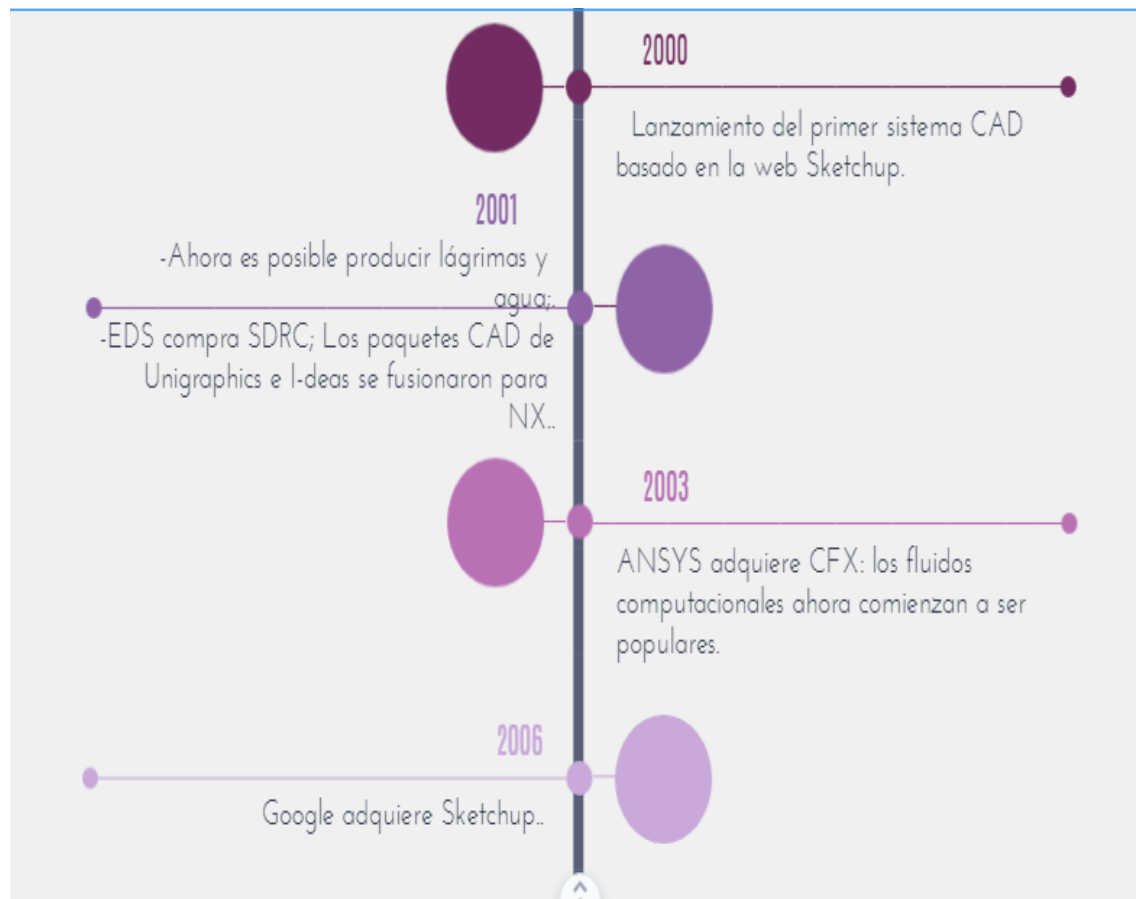 2000
Lanzamiento del primer sistema CAD
basado en la web Sketchup.
2001
-Ahora es posible producir lágrimas y
agua;.
-EDS compra SDRC; Los paquetes CAD de
Unigraphics e I-deas se fusionaron para
NX..
2003
ANSYS adquiere CFX: los fluidos
computacionales ahora comienzan a ser
populares.
2006
Google adquiere Sketchup..